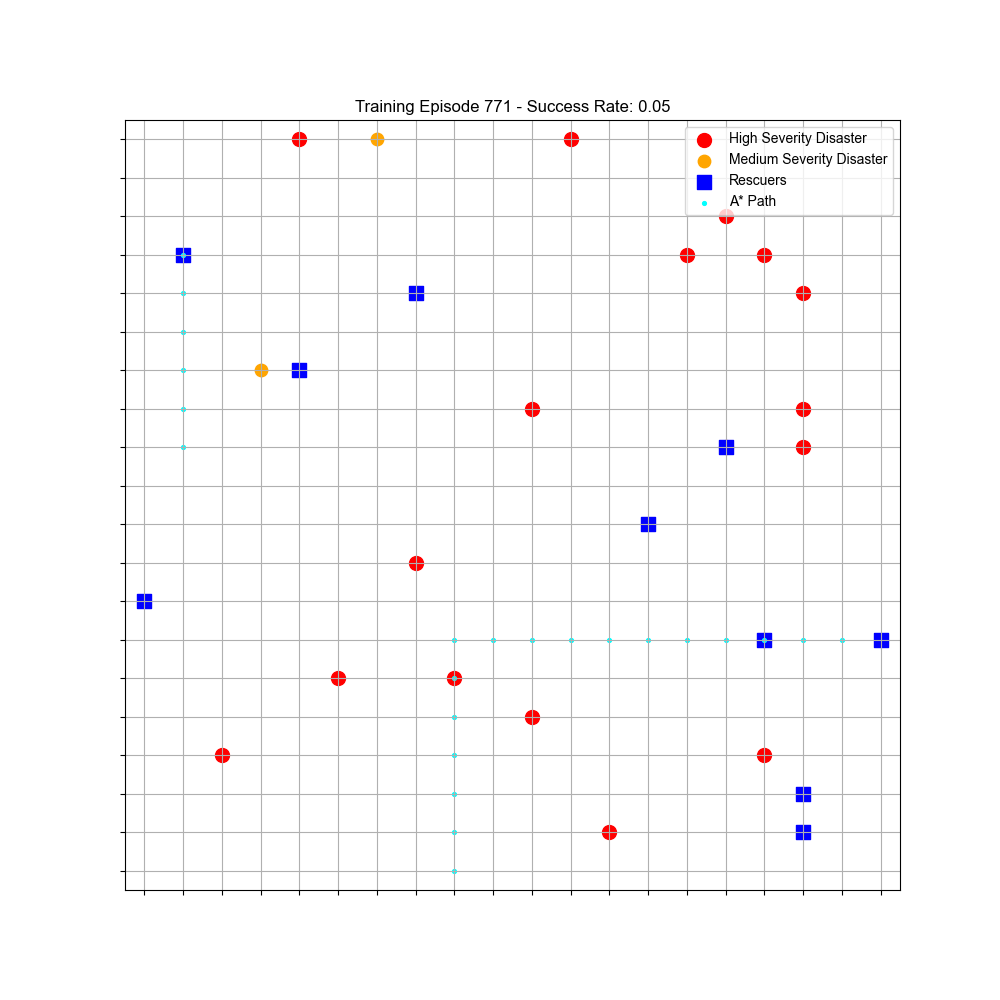 Training Episode 771 - Success Rate: 0.05
High Severity Disaster
Medium Severity Disaster
Rescuers
A* Path